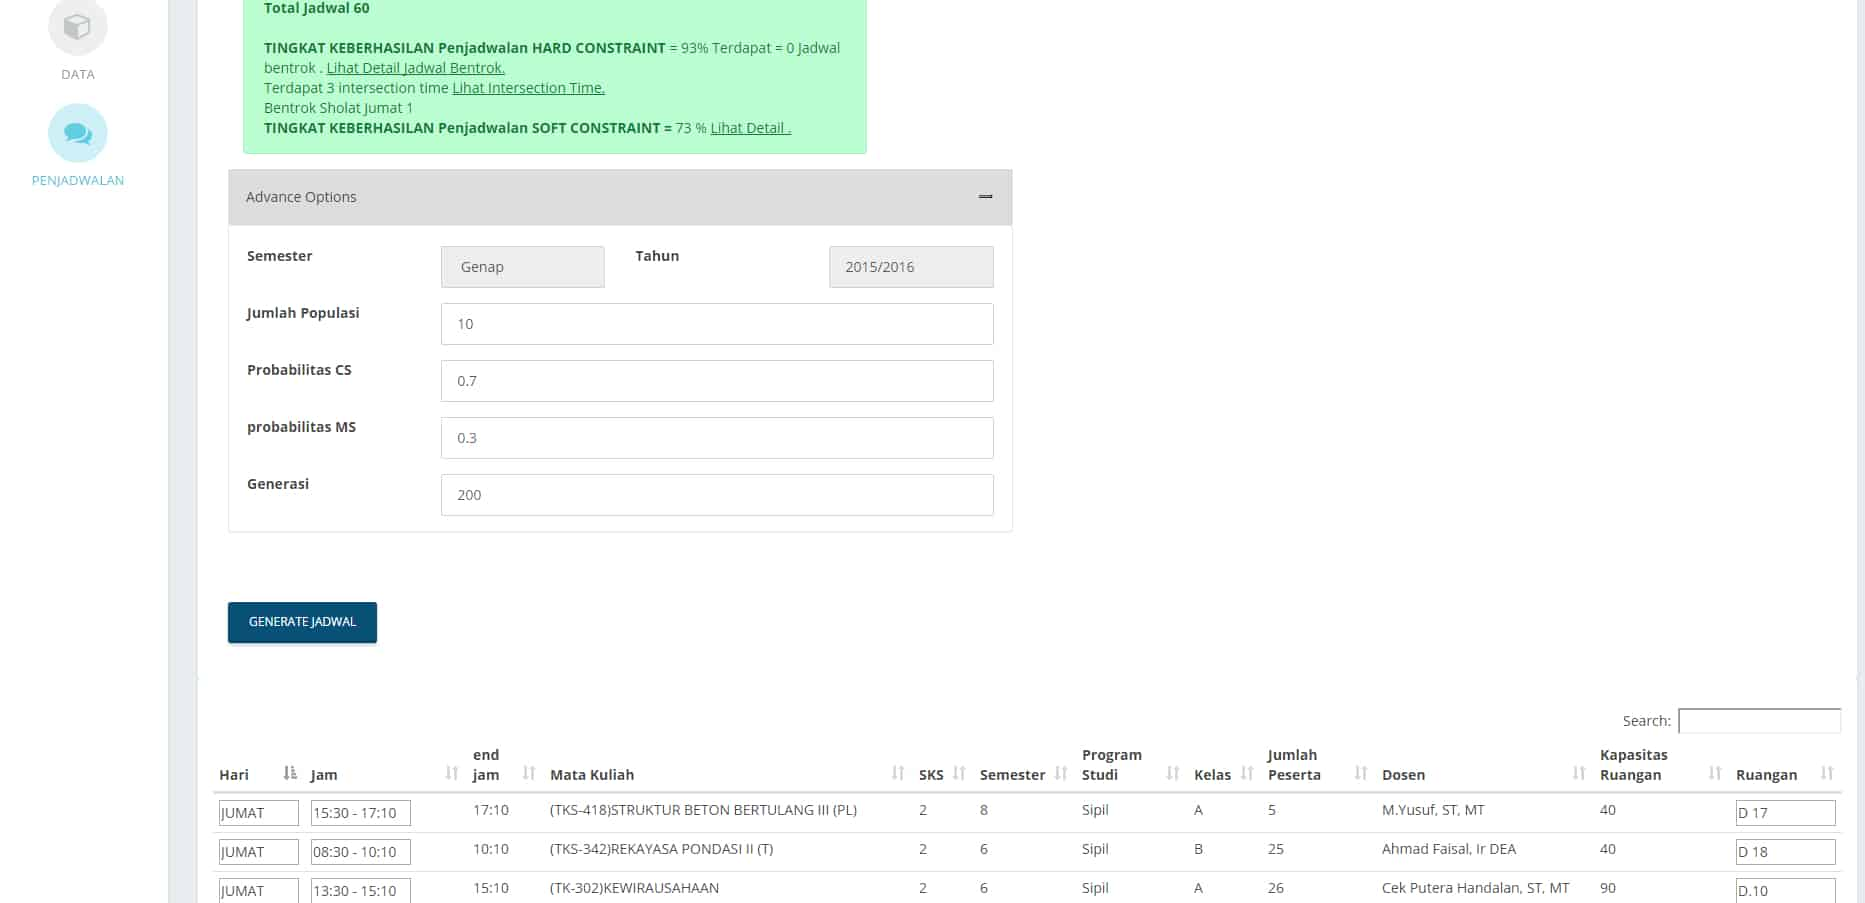 DATA
PENJADWALAN
Total Jadwal 60
TINGKAT KEBERHASILAN Penjadwalan HARD CONSTRAINT = 93% Terdapat = 0 Jadwal
bentrok . Lihat Detail Jadwal Bentrok.
Terdapat 3 intersection time Lihat Intersection Time.
Bentrok Sholat Jumat 1
TINGKAT KEBERHASILAN Penjadwalan SOFT CONSTRAINT = 73 % Lihat Detail .
Advance Options
Semester Genap Tahun 2015/2016
Jumlah Populasi 10
Probabilitas CS 0.7
probabilitas MS 0.3
Generasi 200
GENERATE JADWAL
Search:
Hari Jam end jam Mata Kuliah SKS Semester Program Studi Kelas Jumlah Peserta Dosen Kapasitas Ruangan Ruangan
JUMAT 15:30 - 17:10 17:10 (TKS-418)STRUKTUR BETON BERTULANG III (PL) 2 8 Sipil A 5 M.Yusuf, ST, MT 40 D 17
JUMAT 08:30 - 10:10 10:10 (TKS-342)REKAYASA PONDASI II (T) 2 6 Sipil B 25 Ahmad Faisal, Ir DEA 40 D 18
JUMAT 13:30 - 15:10 15:10 (TK-302)KEWIRAUSAHAAN 2 6 Sipil A 26 Cek Putera Handalan, ST, MT 90 D.10